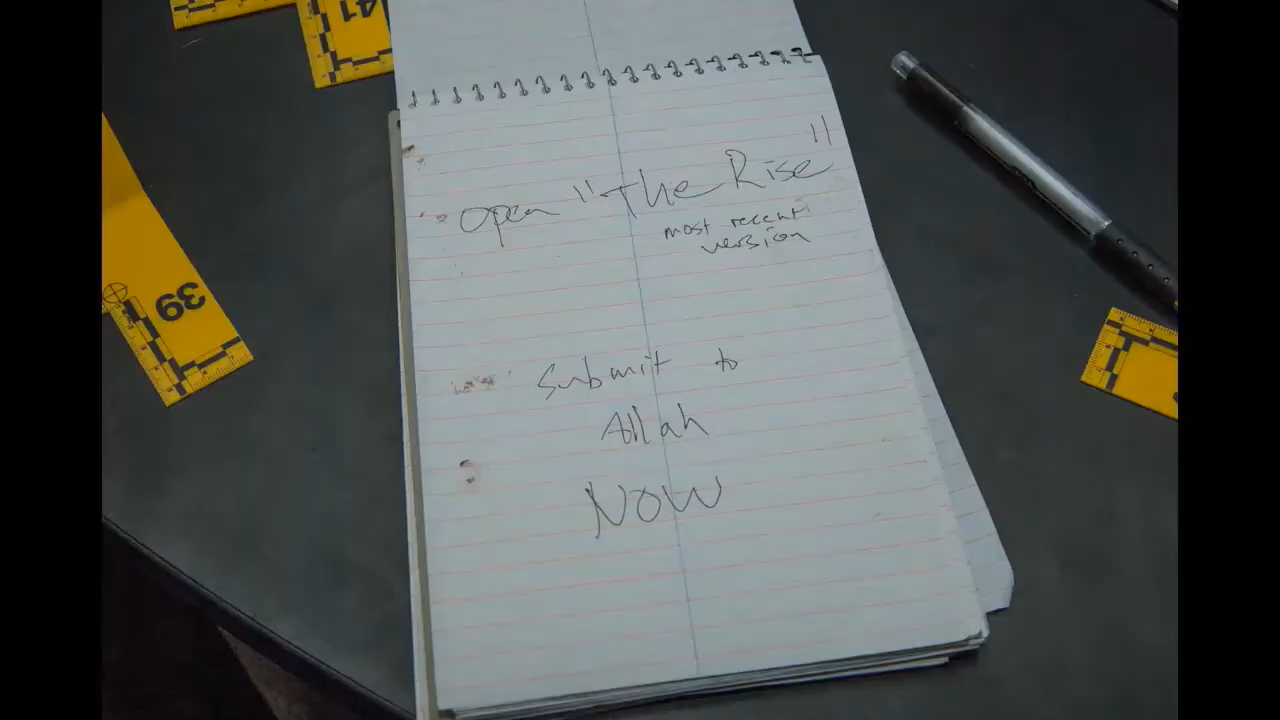 41
Open "The Rise"
most recent
version
39
Submit to
Allah
NOW